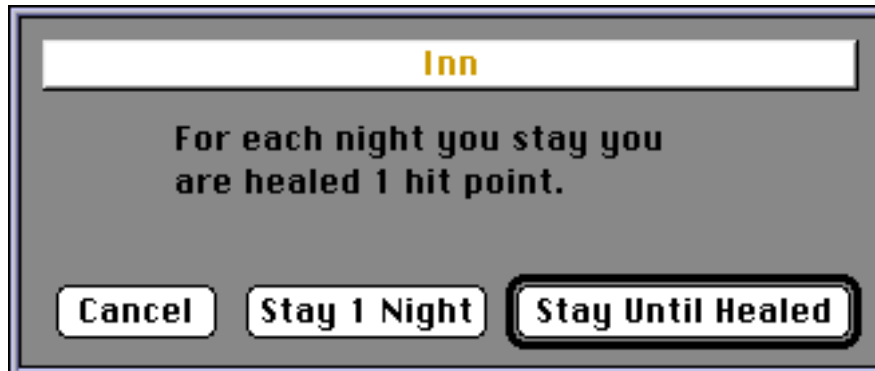 Inn
For each night you stay you
are healed 1 hit point.
Cancel Stay 1 Night Stay Until Healed